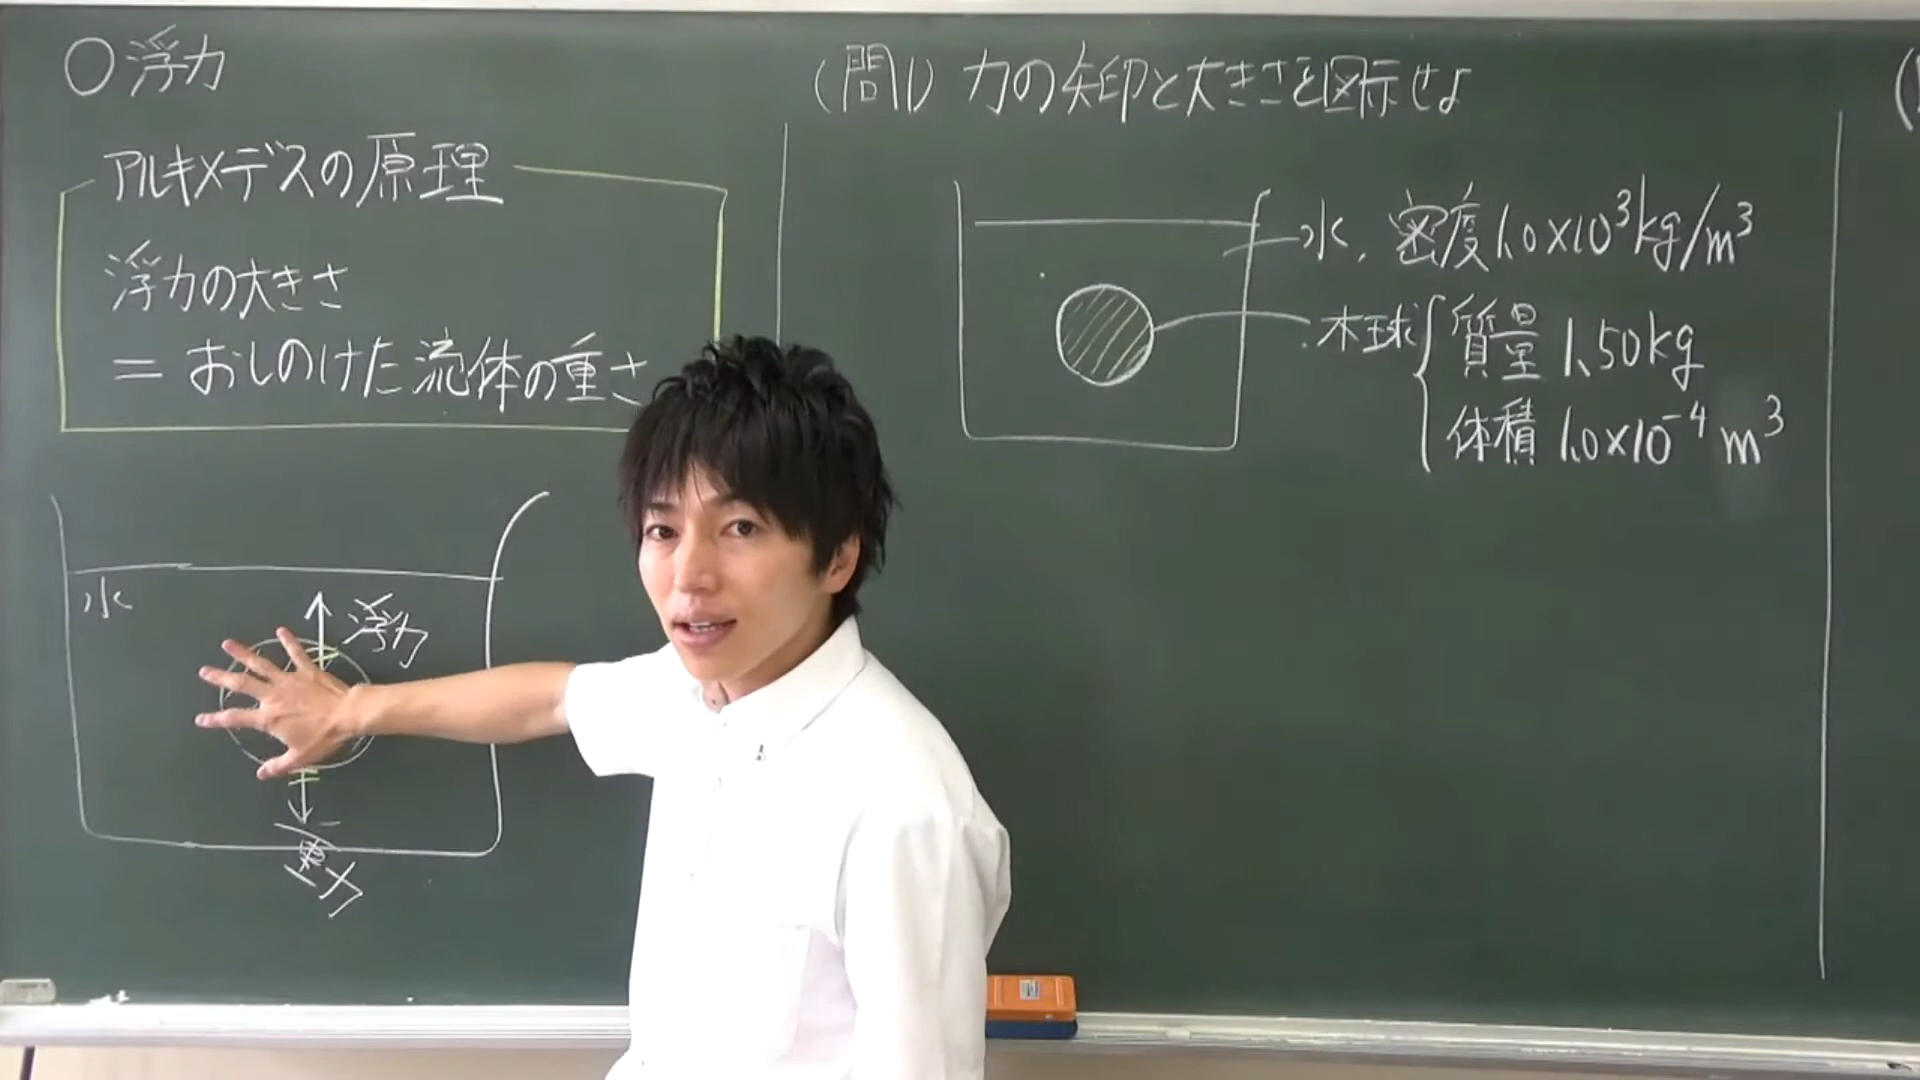 ○浮力
アルキメデスの原理
浮力の大きさ
=おしのけた流体の重さ
水
浮力
重力
(問1) 力の矢印と大きさを図示せよ
水、密度1.0×10³kg/m³
木球 質量 1.50kg
体積 1.0×10⁻⁴ m³